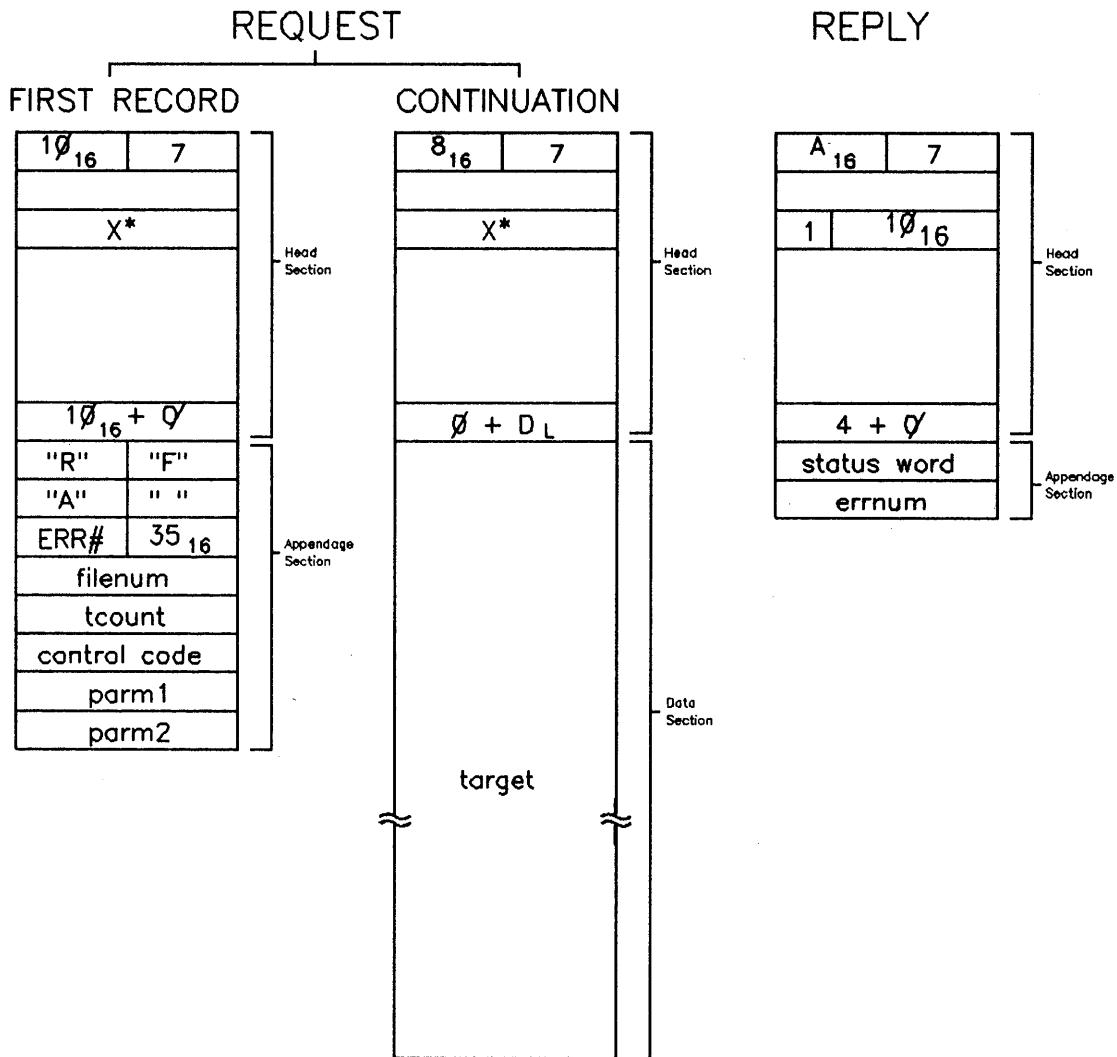 REQUEST
REPLY
FIRST RECORD
1Ø₁₆ 7
X*
1Ø₁₆ + Ø
Head
Section
"R" "F"
"A" " "
ERR# 35₁₆
filenum
tcount
control code
parm1
parm2
Appendage
Section
CONTINUATION
8₁₆ 7
X*
Ø + D L
Head
Section
target
Data
Section
A₁₆ 7
1 1Ø₁₆
4 + Ø
Head
Section
status word
errnum
Appendage
Section